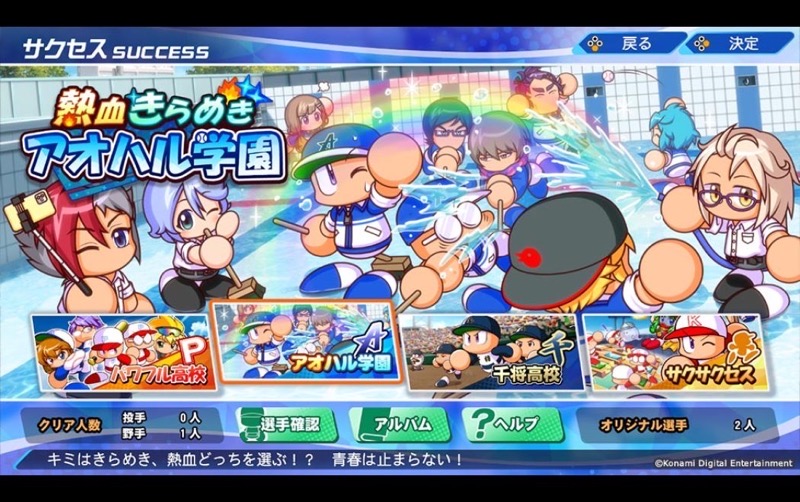 サクセス SUCCESS
戻る
決定
熱血きらめき
アオハル学園
パワフル高校
P
アオハル学園
A
千将高校
千
サクサクセス
クリア人数
投手 0人
野手 1人
選手確認
アルバム
?ヘルプ
オリジナル選手 2人
キミはきらめき、熱血どっちを選ぶ!? 青春は止まらない!
©Konami Digital Entertainment